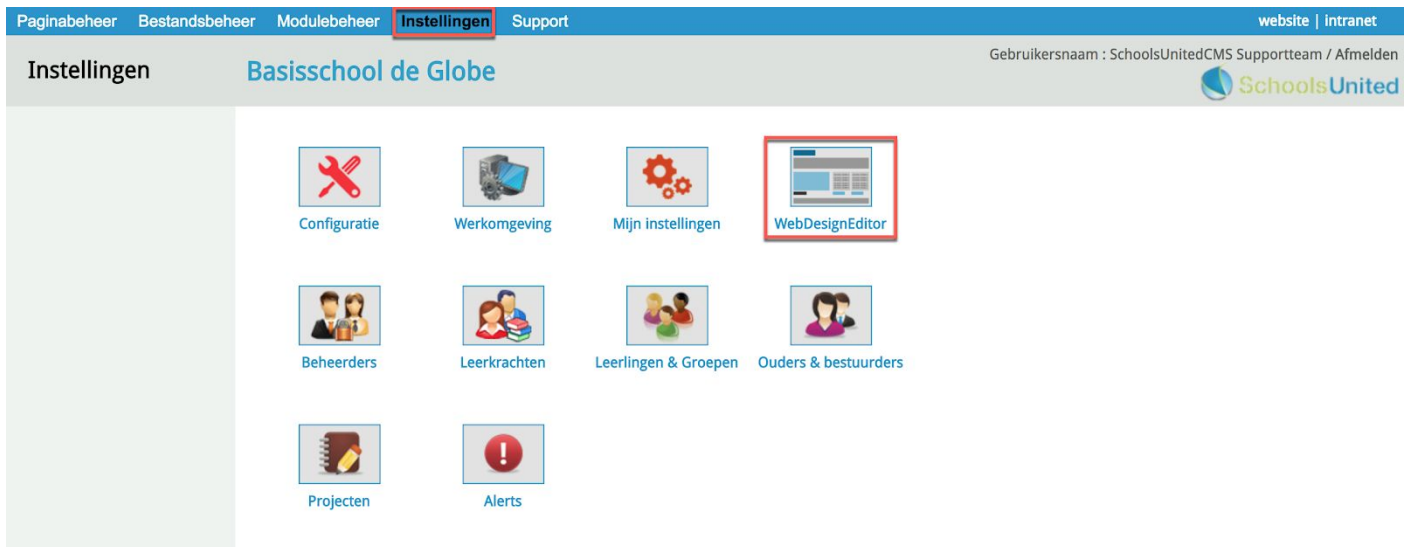 Paginabeheer Bestandsbeheer Modulebeheer Instellingen Support website | intranet
Instellingen Basisschool de Globe Gebruikersnaam : SchoolsUnitedCMS Supportteam / Afmelden
SchoolsUnited
Configuratie Werkomgeving Mijn instellingen WebDesignEditor
Beheerders Leerkrachten Leerlingen & Groepen Ouders & bestuurders
Projecten Alerts